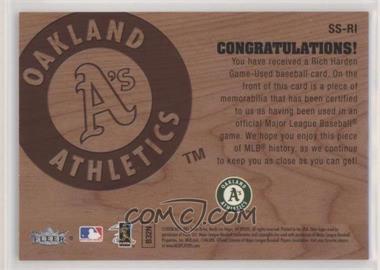 SS-RI
CONGRATULATIONS!
You have received a Rich Harden
Game-Used baseball card. On
the front of this card is a piece of
memorabilia that has been certified
to us as having been used in an
official Major League Baseball®
game. We hope you enjoy this piece
of MLB® history, as we continue
to keep you as close as you can get!
OAKLAND
A's
ATHLETICS
TM
OAKLAND
A's
ATHLETICS
FLEER
B32N